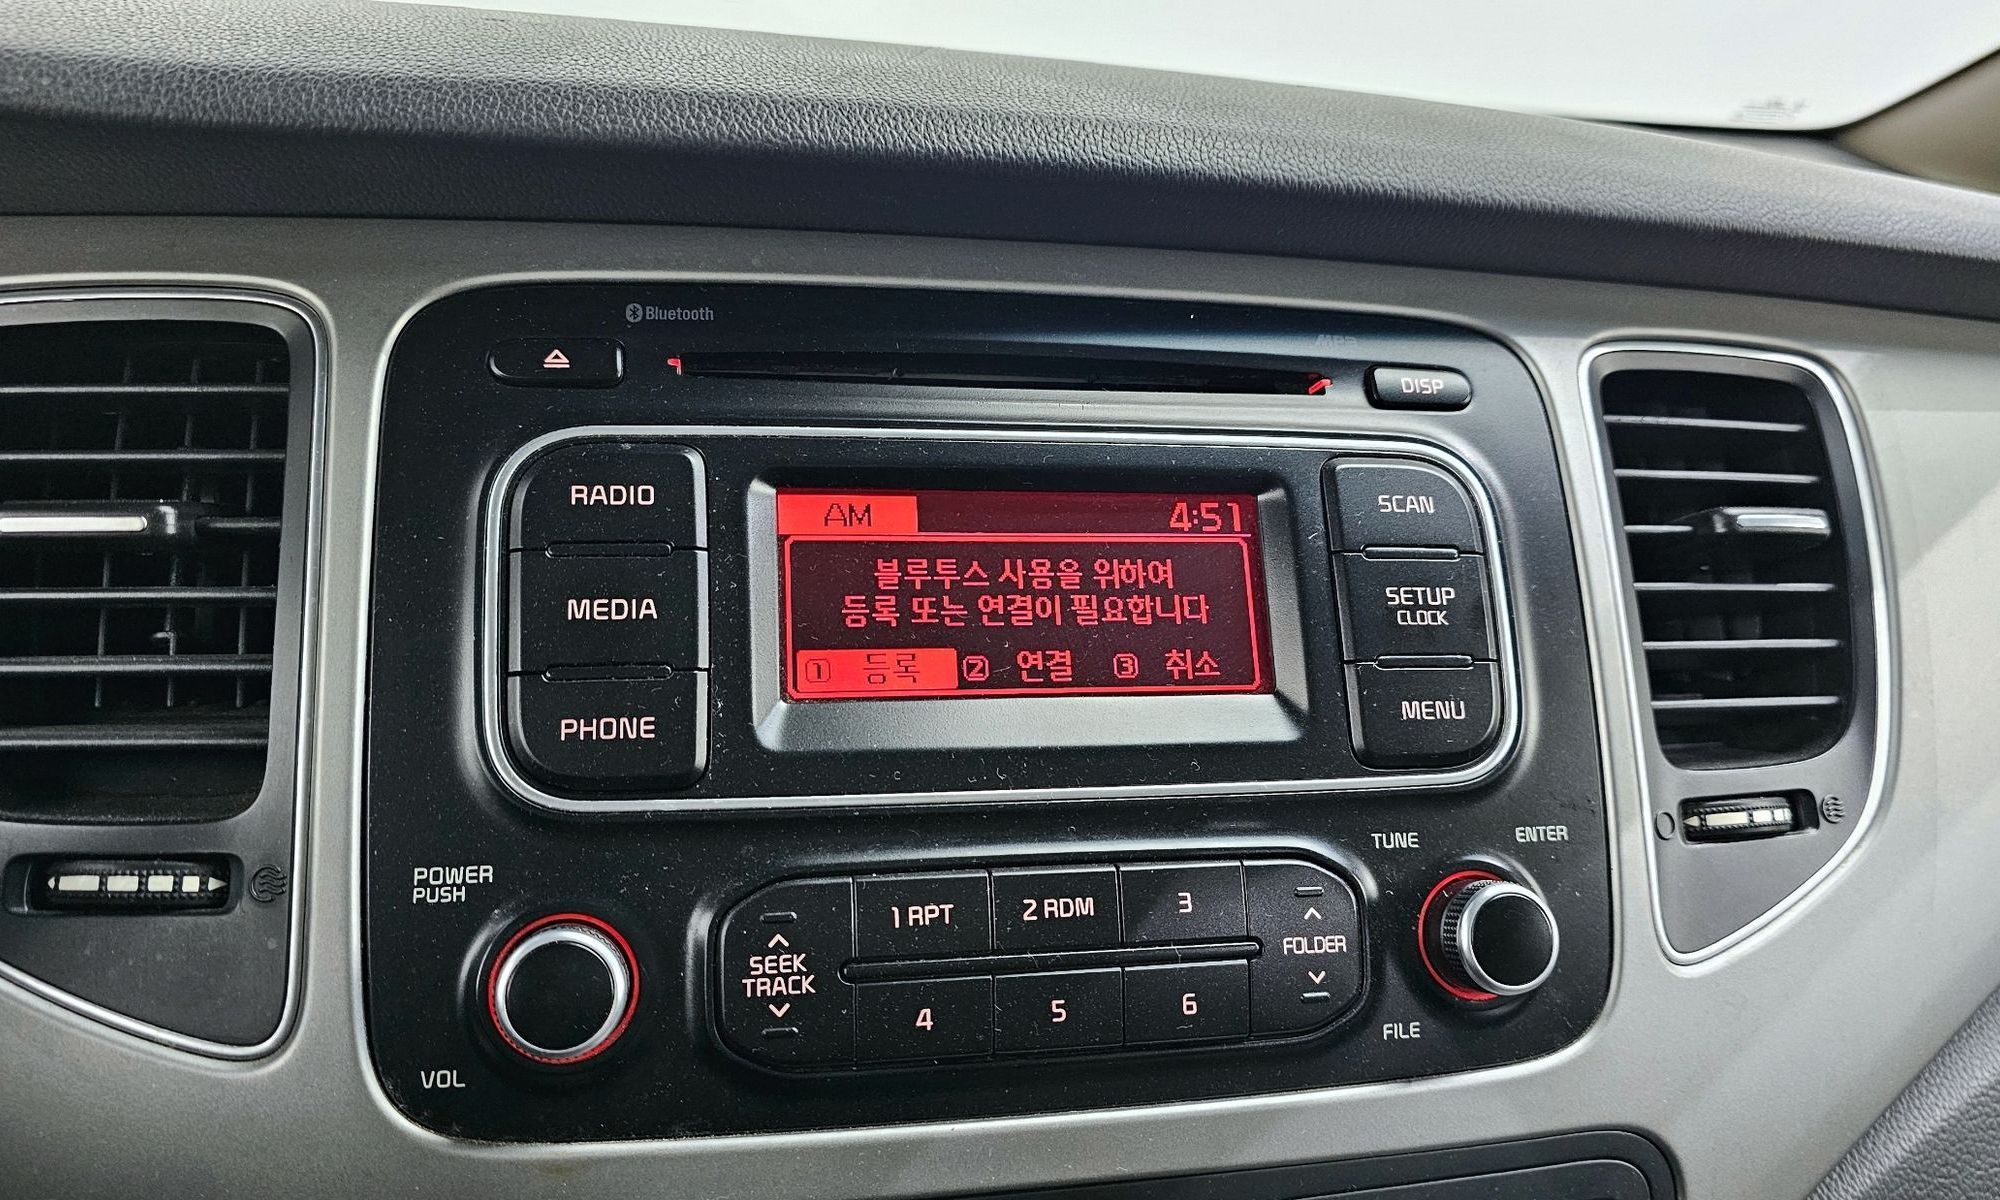 Bluetooth
DISP
RADIO
MEDIA
PHONE
AM 4:51
블루투스 사용을 위하여
등록 또는 연결이 필요합니다
1 등록 2 연결 3 취소
SCAN
SETUP
CLOCK
MENU
POWER
PUSH
VOL
SEEK
TRACK
1 RPT
2 RDM
3
4
5
6
FOLDER
TUNE
ENTER
FILE